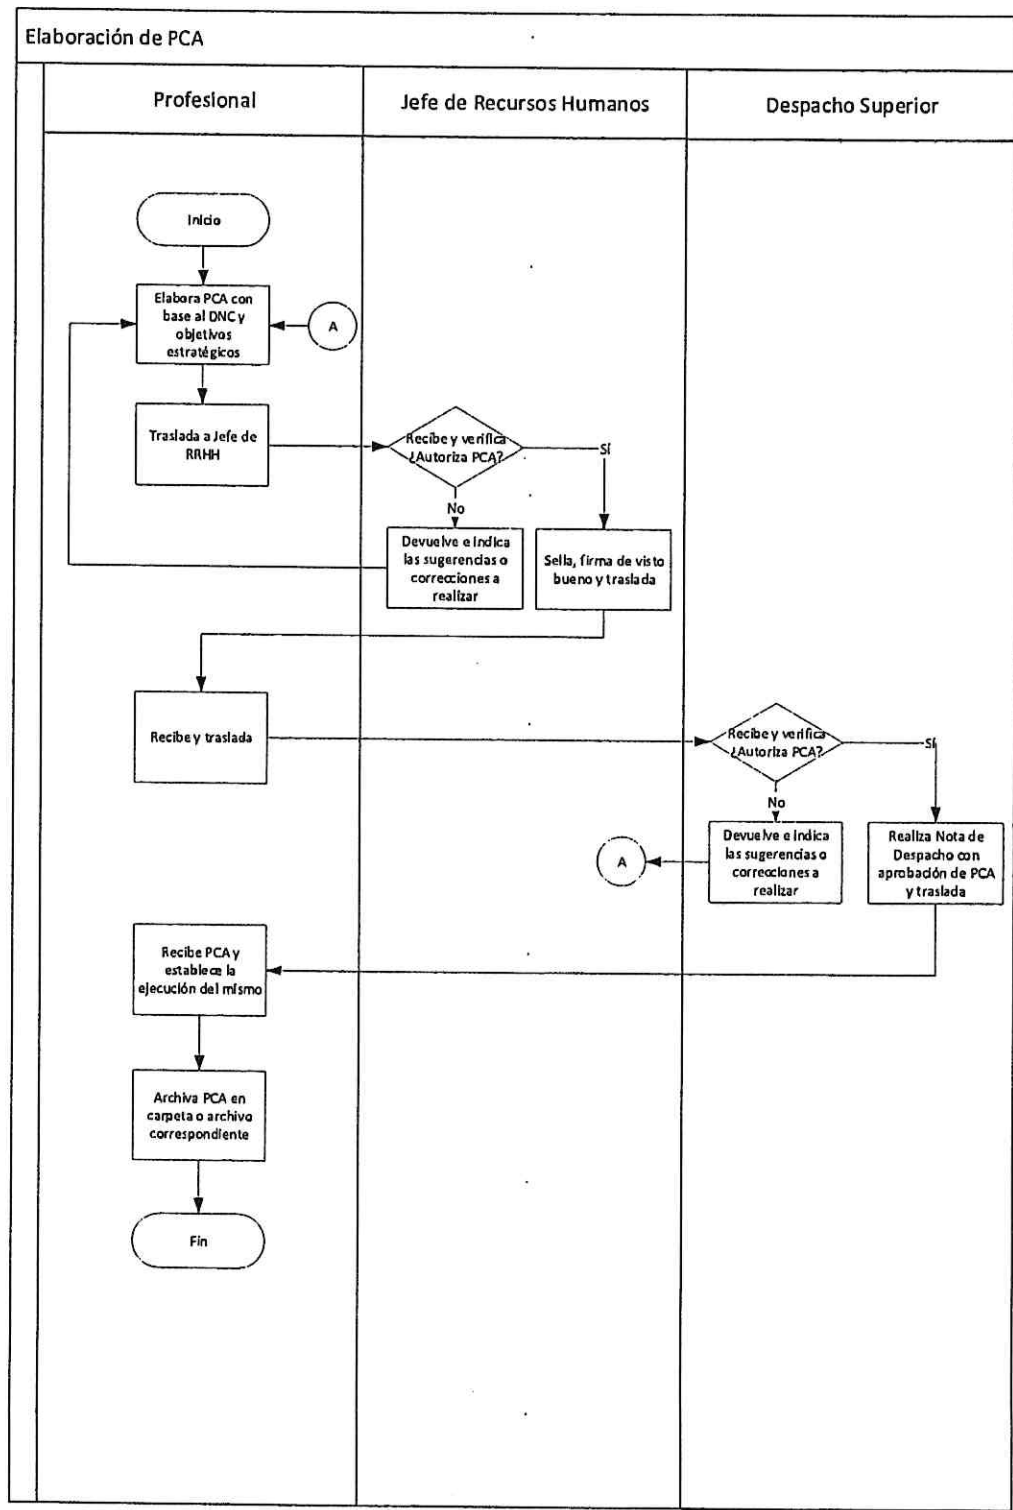 Elaboración de PCA
Profesional
Jefe de Recursos Humanos
Despacho Superior
Inicio
Elabora PCA con
base al DNC y
objetivos
estratégicos
A
Traslada a Jefe de
RRHH
Recibe y verifica
¿Autoriza PCA?
Sí
No
Devuelve e indica
las sugerencias o
correcciones a
realizar
Sella, firma de visto
bueno y traslada
Recibe y traslada
Recibe y verifica
¿Autoriza PCA?
Sí
No
A
Devuelve e indica
las sugerencias o
correcciones a
realizar
Realiza Nota de
Despacho con
aprobación de PCA
y traslada
Recibe PCA y
establece la
ejecución del mismo
Archiva PCA en
carpeta o archivo
correspondiente
Fin